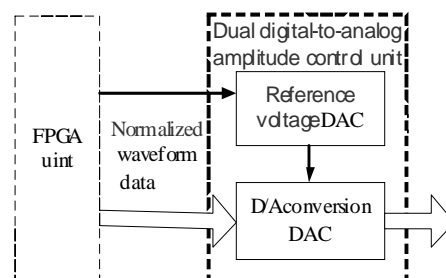 Dual digital-to-analog
amplitude control unit
Reference
voltageDAC
FPGA
uint
Normalized
waveform
data
D/Aconversion
DAC